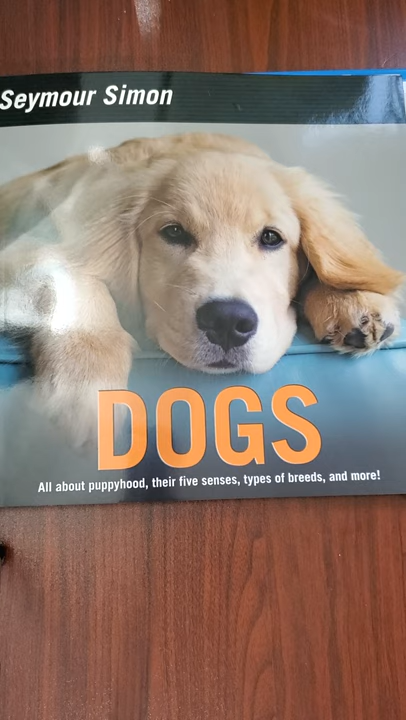 Seymour Simon
DOGS
All about puppyhood, their five senses, types of breeds, and more!